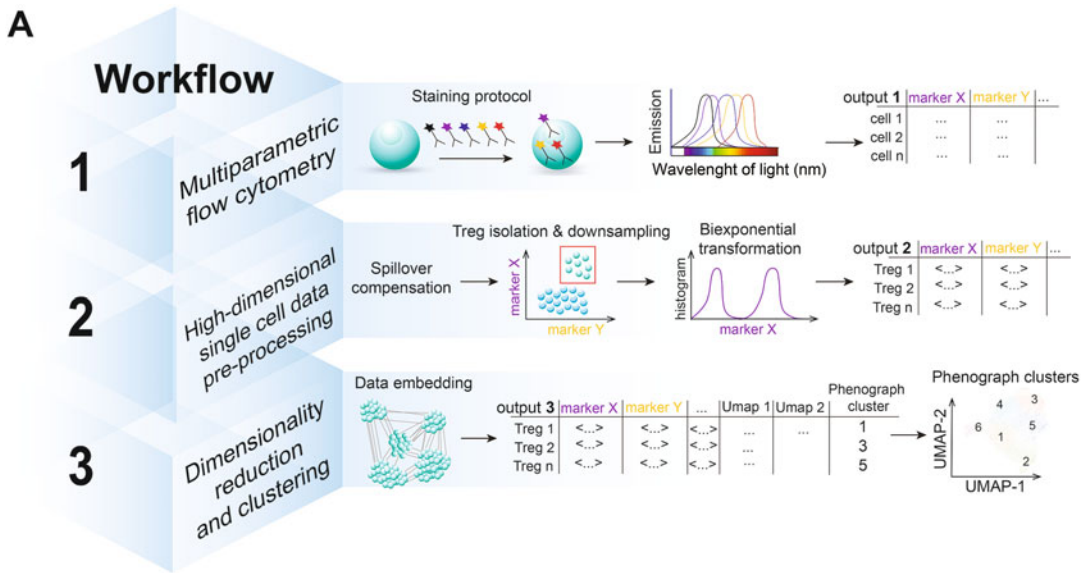 A
Workflow
1
Multiparametric
flow cytometry
Staining protocol
Emission
Wavelenght of light (nm)
output 1 marker X marker Y ...
cell 1 ... ...
cell 2 ... ...
cell n ... ...
2
High-dimensional
single cell data
pre-processing
Spillover
compensation
Treg isolation & downsampling
marker X
marker Y
Biexponential
transformation
histogram
marker X
output 2 marker X marker Y ...
Treg 1 <...> <...>
Treg 2 <...> <...>
Treg n <...> <...>
3
Dimensionality
reduction
and clustering
Data embedding
Phenograph
output 3 marker X marker Y ... Umap 1 Umap 2 cluster
Treg 1 <...> <...> <...> ... ... 1
Treg 2 <...> <...> <...> ... 3
Treg n <...> <...> <...> ... 5
Phenograph clusters
UMAP-2
4 3
6 1 5
2
UMAP-1